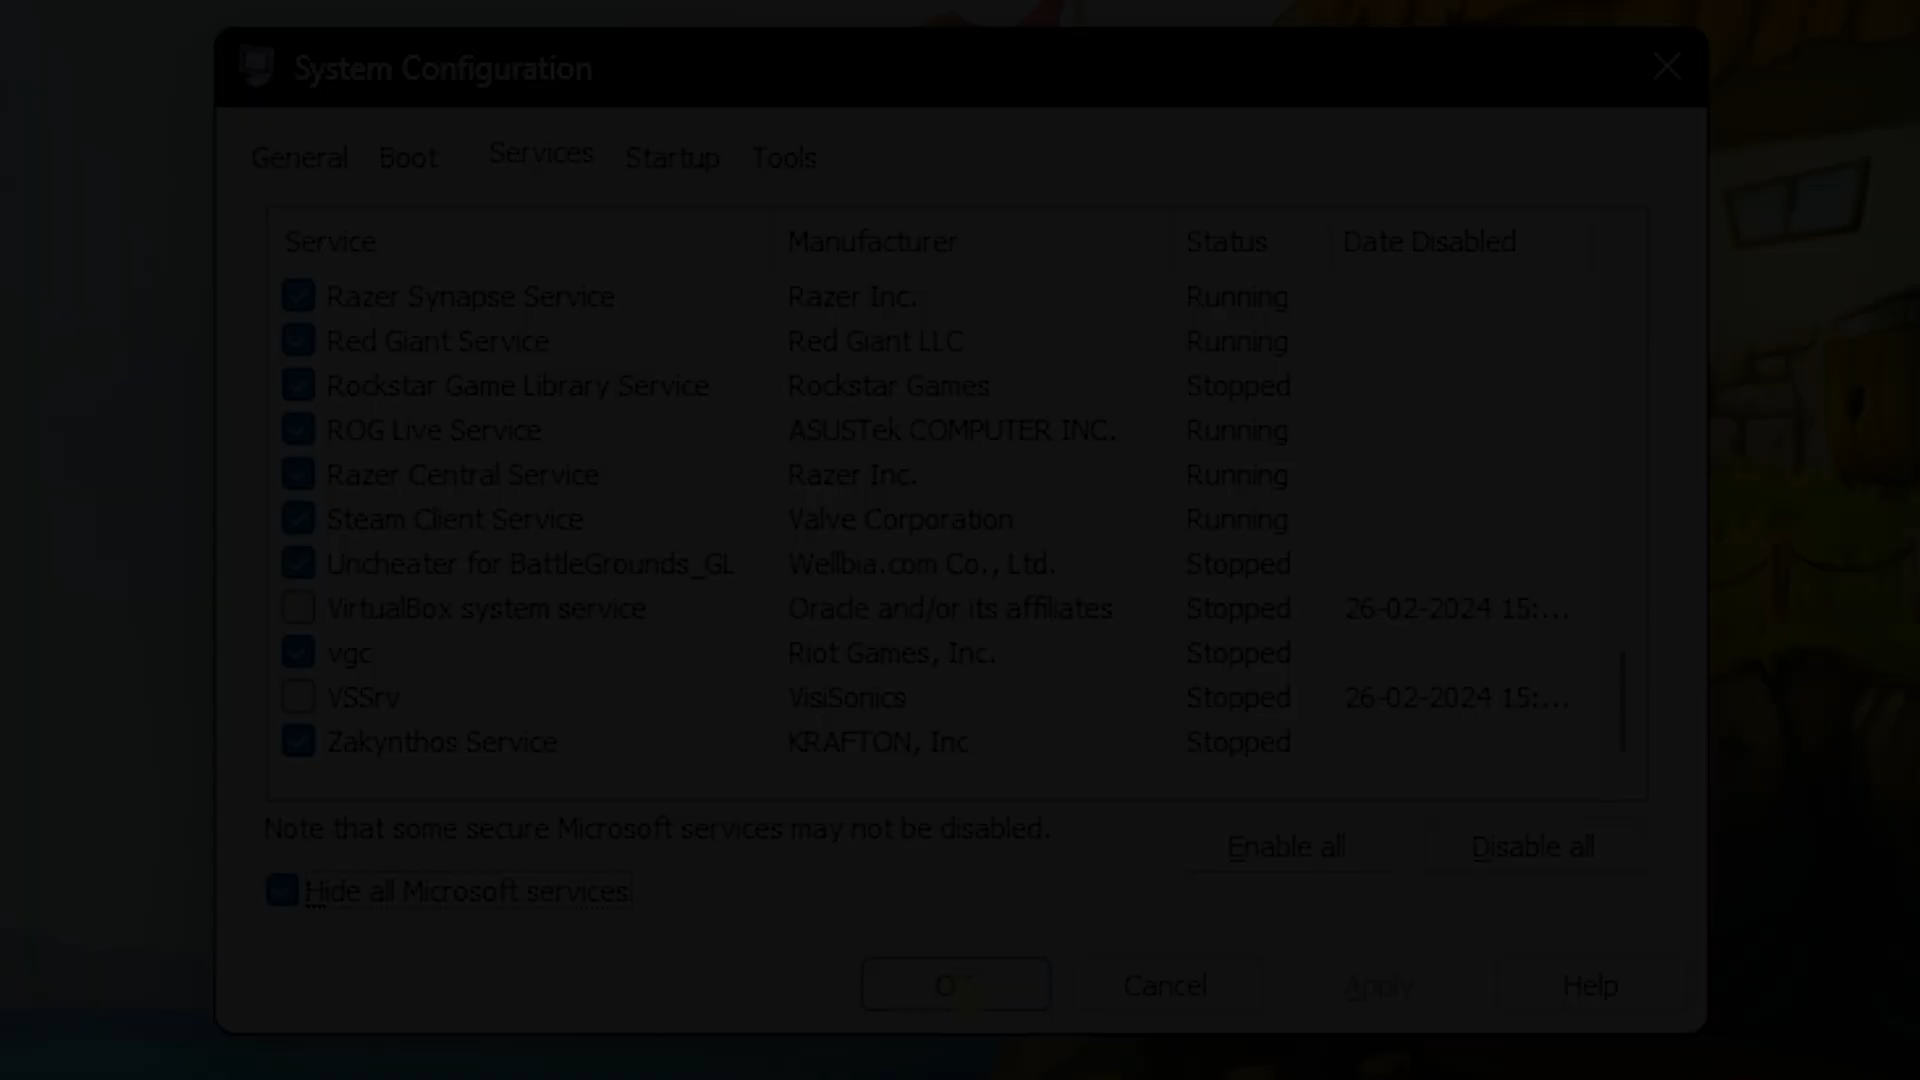 System Configuration
General Boot Services Startup Tools
Service Manufacturer Status Date Disabled
Razer Synapse Service Razer Inc. Running
Red Giant Service Red Giant LLC Running
Rockstar Game Library Service Rockstar Games Stopped
ROG Live Service ASUSTek COMPUTER INC. Running
Razer Central Service Razer Inc. Running
Steam Client Service Valve Corporation Running
Uncheater for BattleGrounds_GL Wellbia.com Co., Ltd. Stopped
VirtualBox system service Oracle and/or its affiliates Stopped 26-02-2024 15:...
vgc Riot Games, Inc. Stopped
VSSrv VisiSonics Stopped 26-02-2024 15:...
Zakynthos Service KRAFTON, Inc Stopped
Note that some secure Microsoft services may not be disabled.
Enable all Disable all
Hide all Microsoft services
Cancel Apply Help